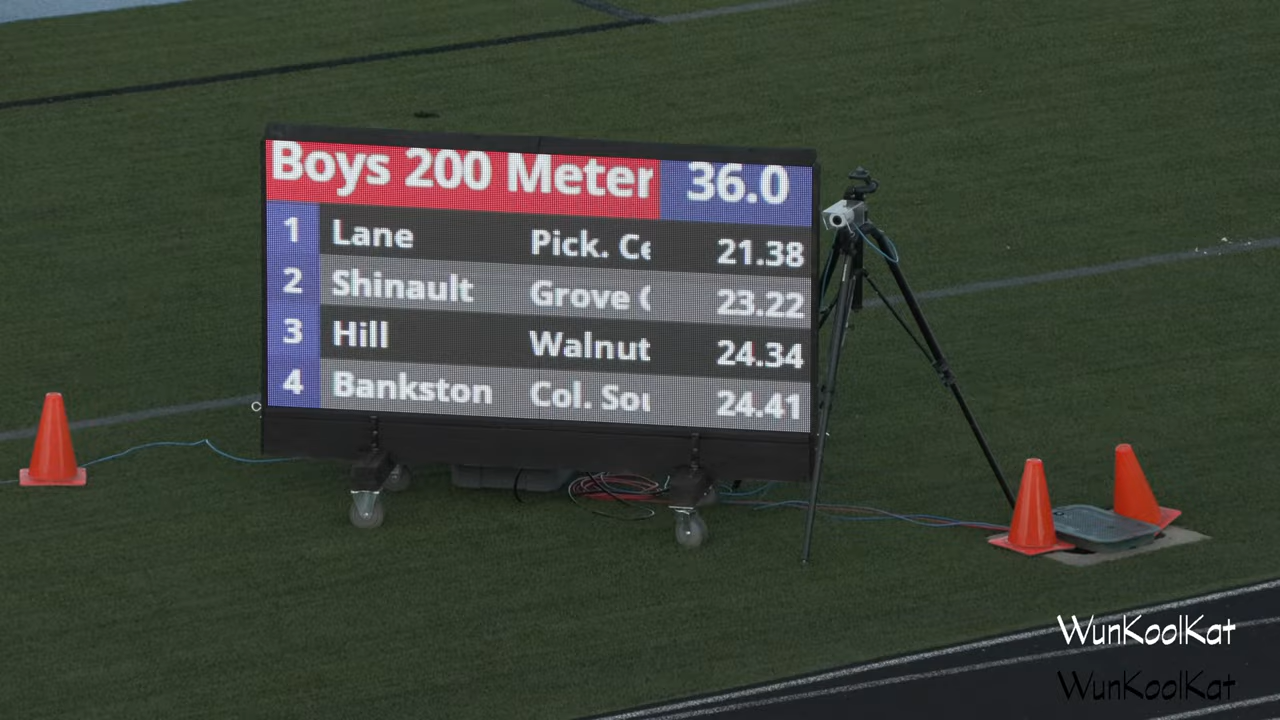 Boys 200 Meter 36.0
1 Lane Pick. Ce 21.38
2 Shinault Grove 23.22
3 Hill Walnut 24.34
4 Bankston Col. Sou 24.41
WunKoolKat
WunKoolKat